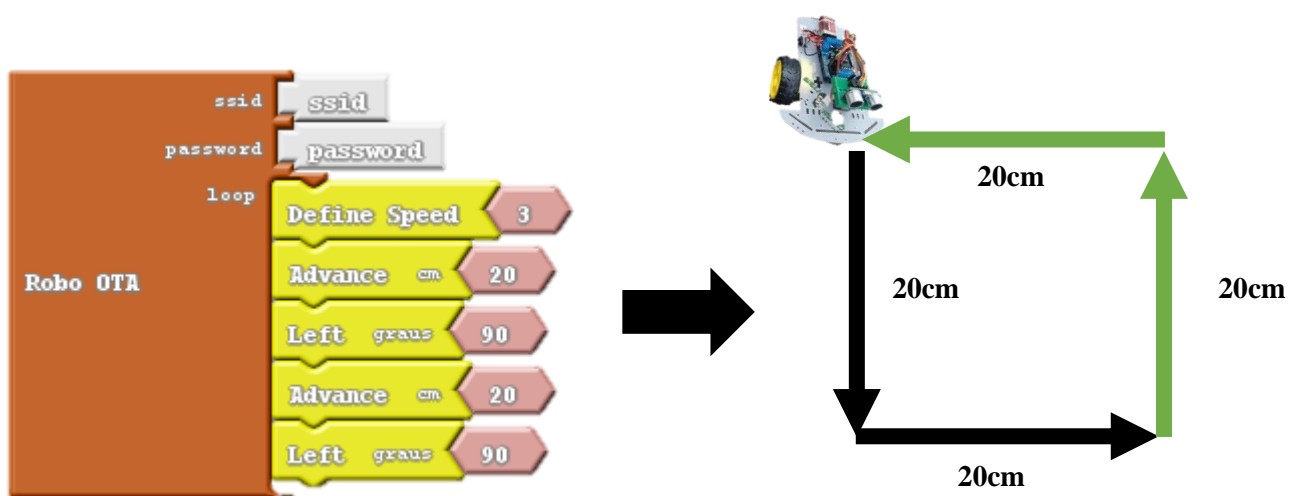 ssid ssid
password password
loop
Define Speed 3
Advance cm 20
Robo OTA
Left graus 90
Advance cm 20
Left graus 90
20cm
20cm
20cm
20cm